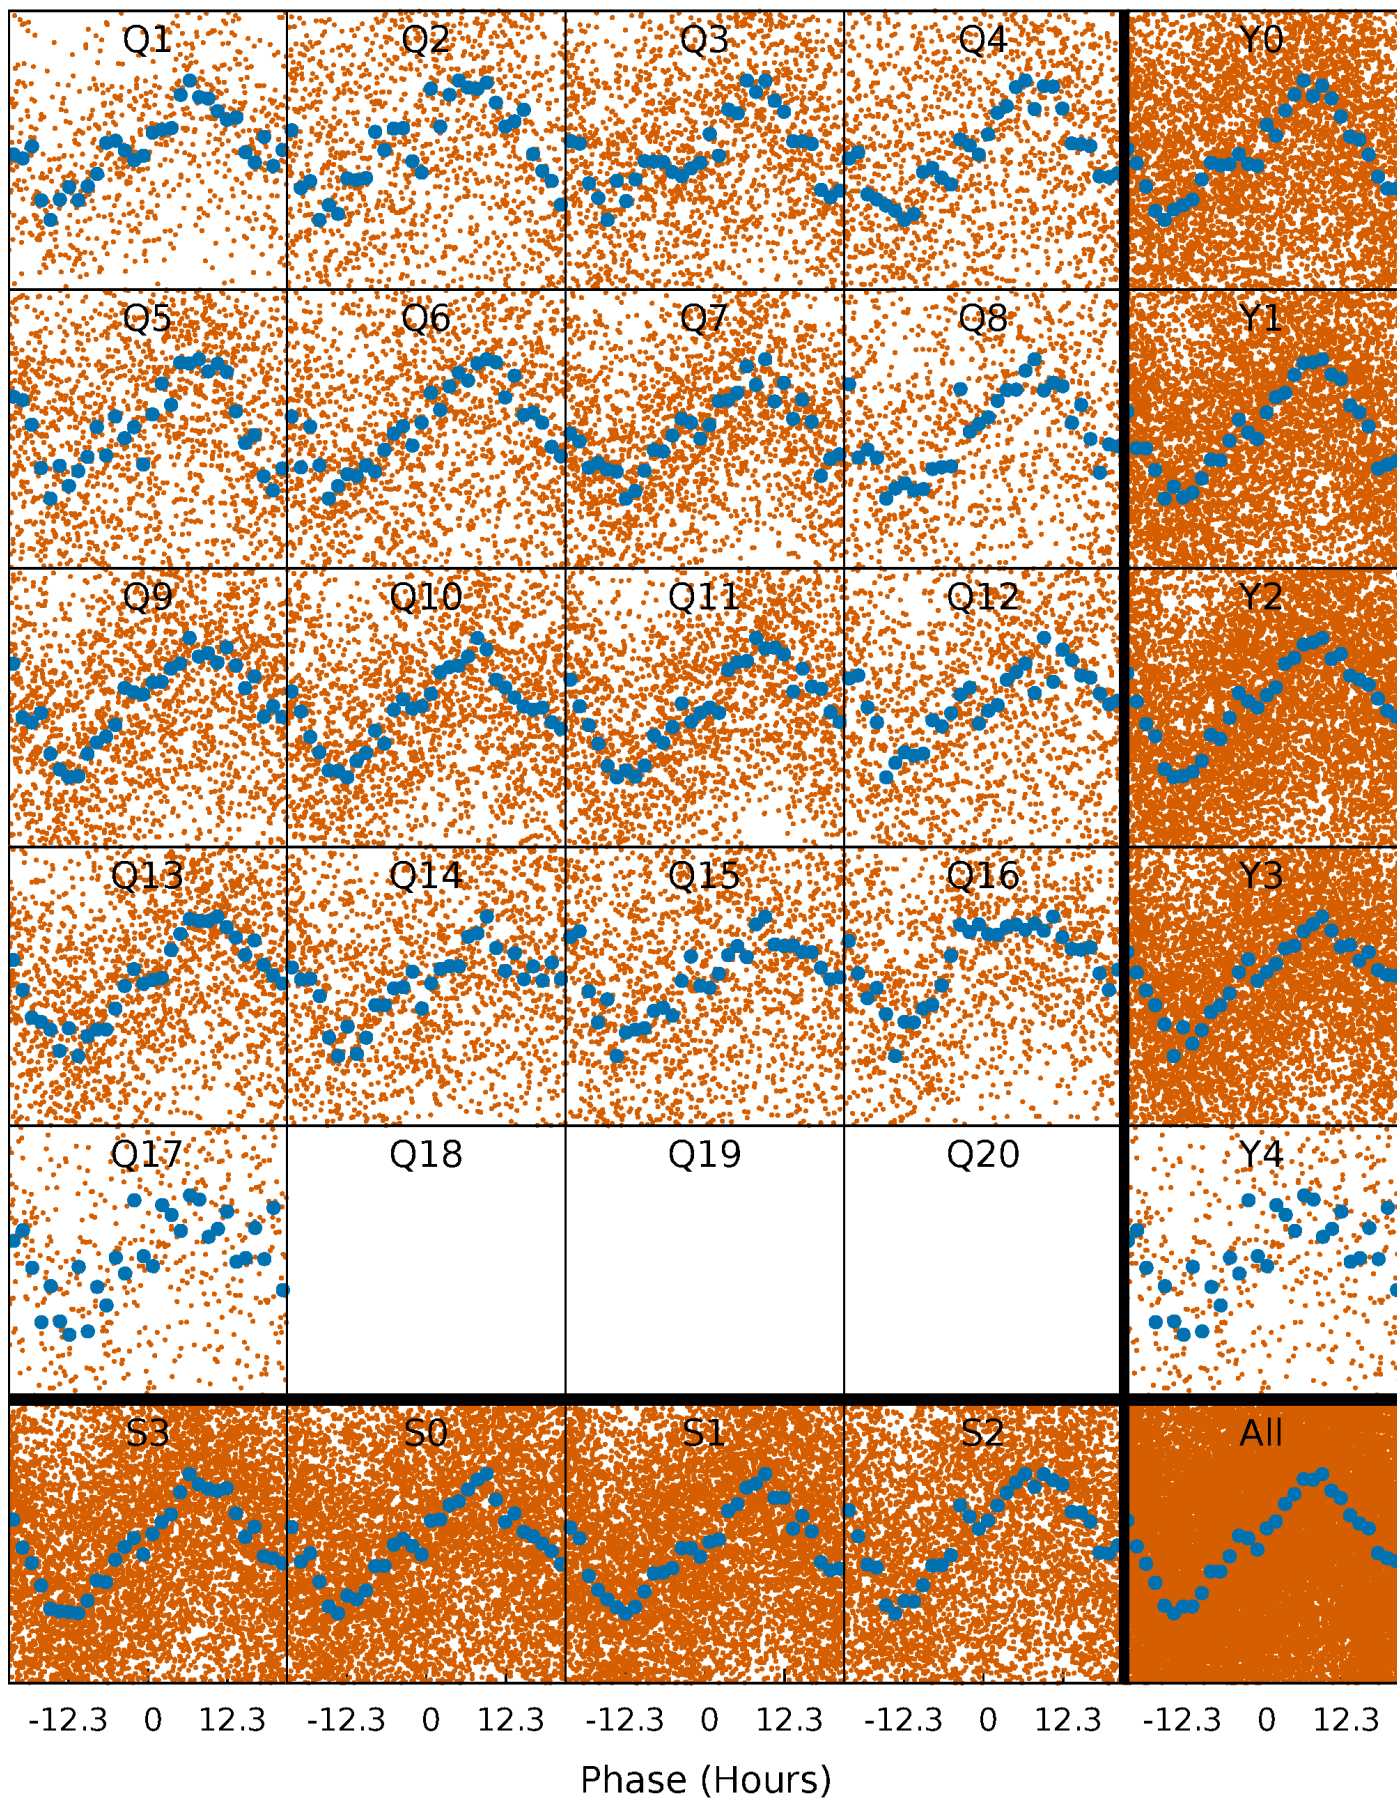 Q1 Q2 Q3 Q4 Y0
Q5 Q6 Q7 Q8 Y1
Q9 Q10 Q11 Q12 Y2
Q13 Q14 Q15 Q16 Y3
Q17 Q18 Q19 Q20 Y4
S3 S0 S1 S2 All
-12.3 0 12.3 -12.3 0 12.3 -12.3 0 12.3 -12.3 0 12.3 -12.3 0 12.3
Phase (Hours)